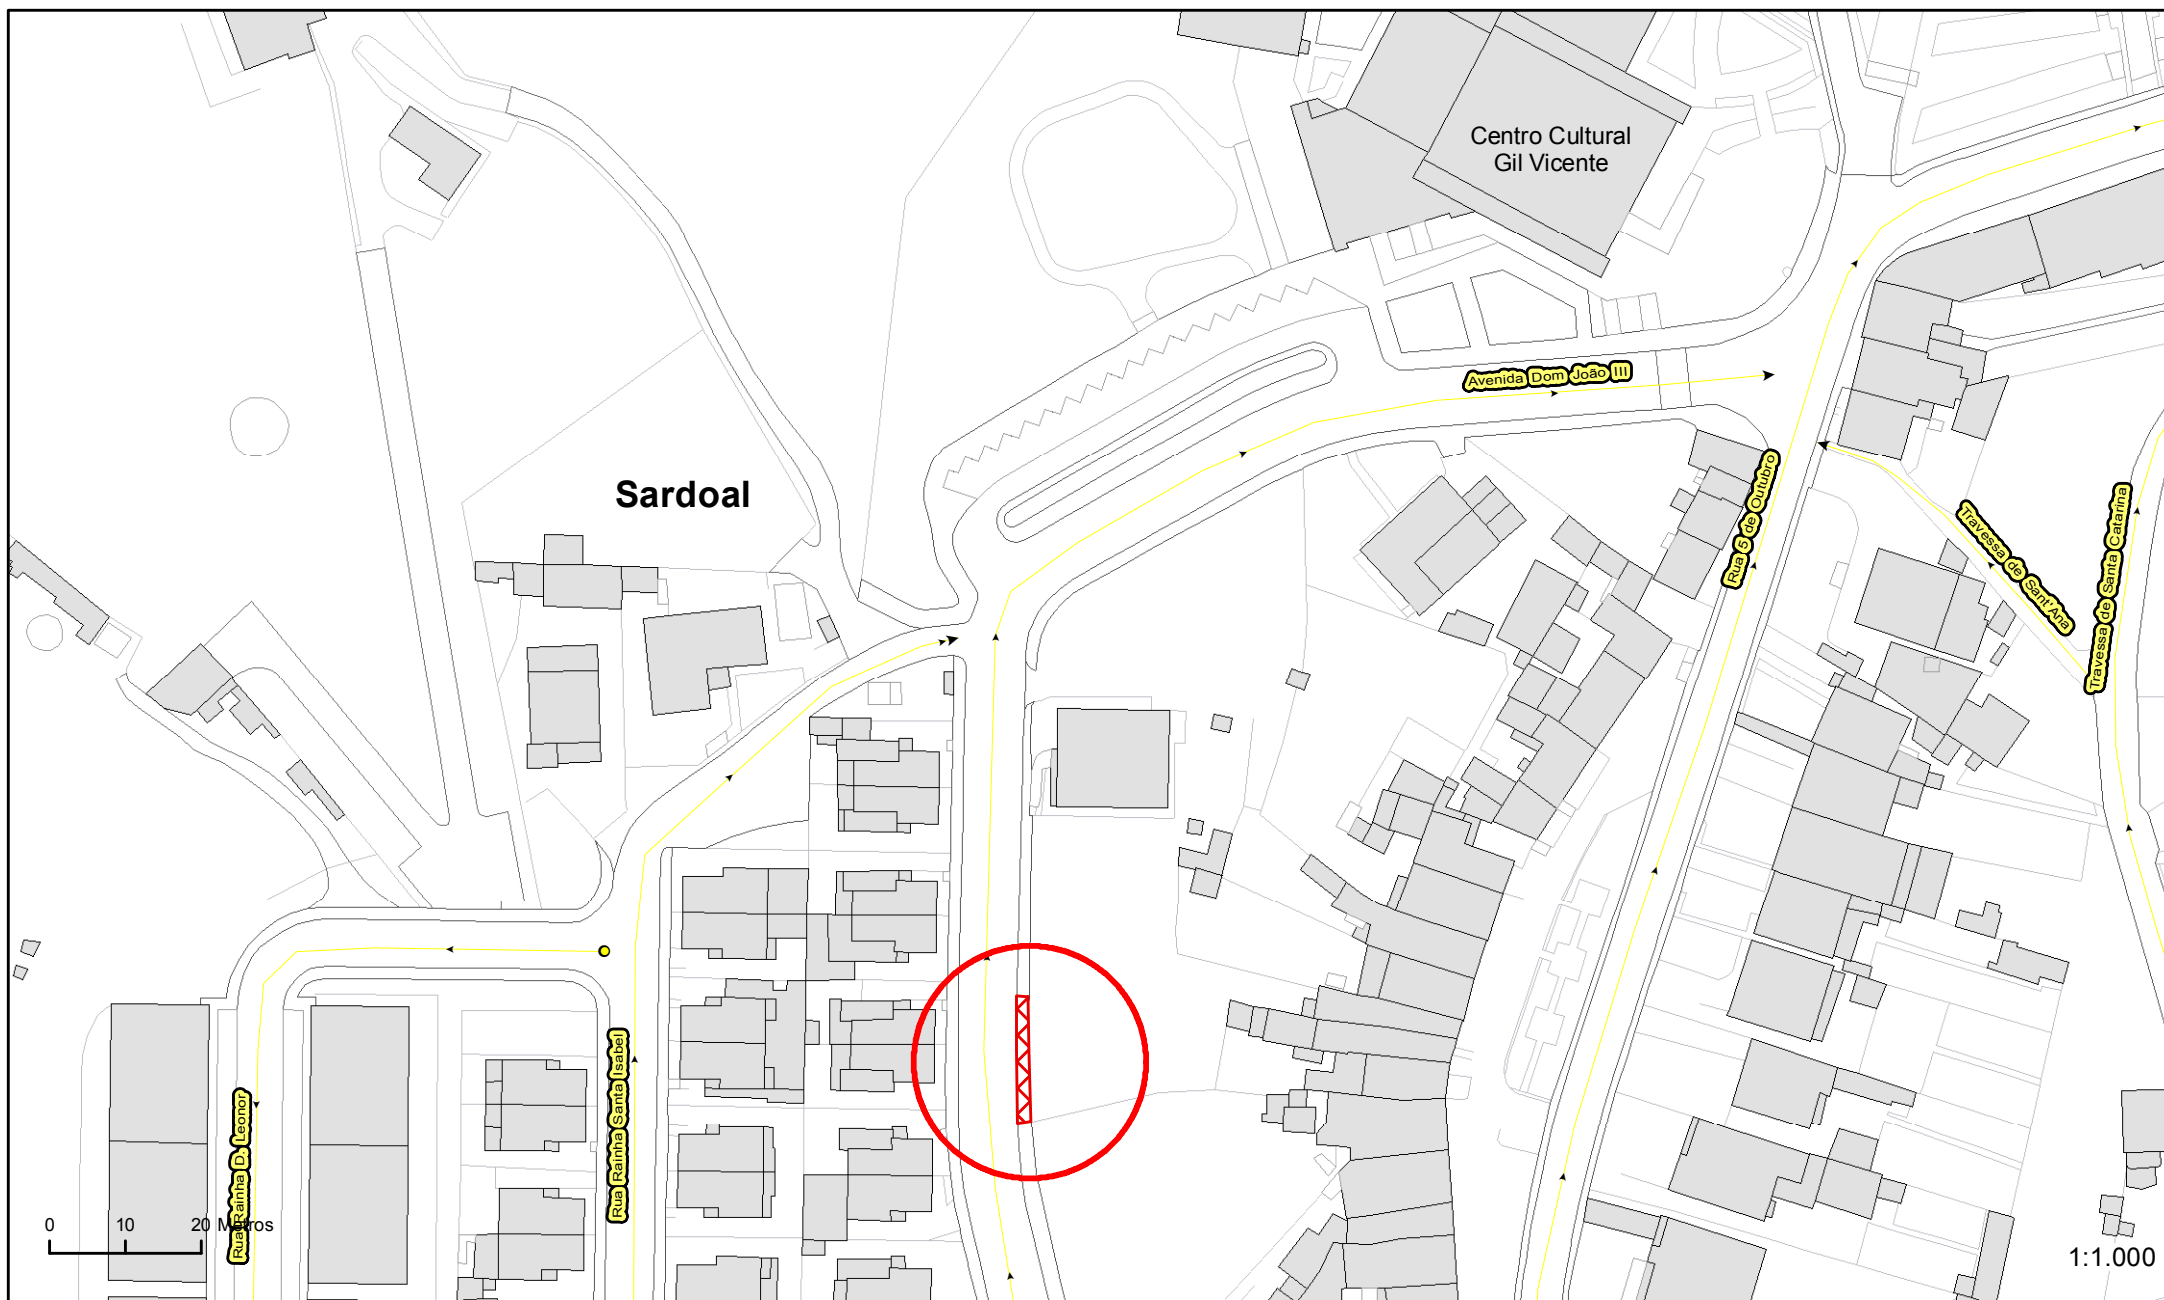 Centro Cultural
Gil Vicente
Avenida Dom João III
Sardoal
Rua 5 de Outubro
Travessa de Sant'Ana
Travessa de Santa Catarina
Rua Rainha Santa Isabel
Rua Rainha D. Leonor
0 10 20 Metros
1:1.000